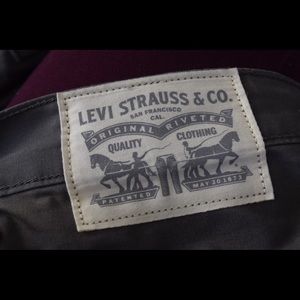 LEVI STRAUSS & CO.
SAN FRANCISCO
CAL.
ORIGINAL RIVETED
QUALITY CLOTHING
PATENTED MAY 20 1873